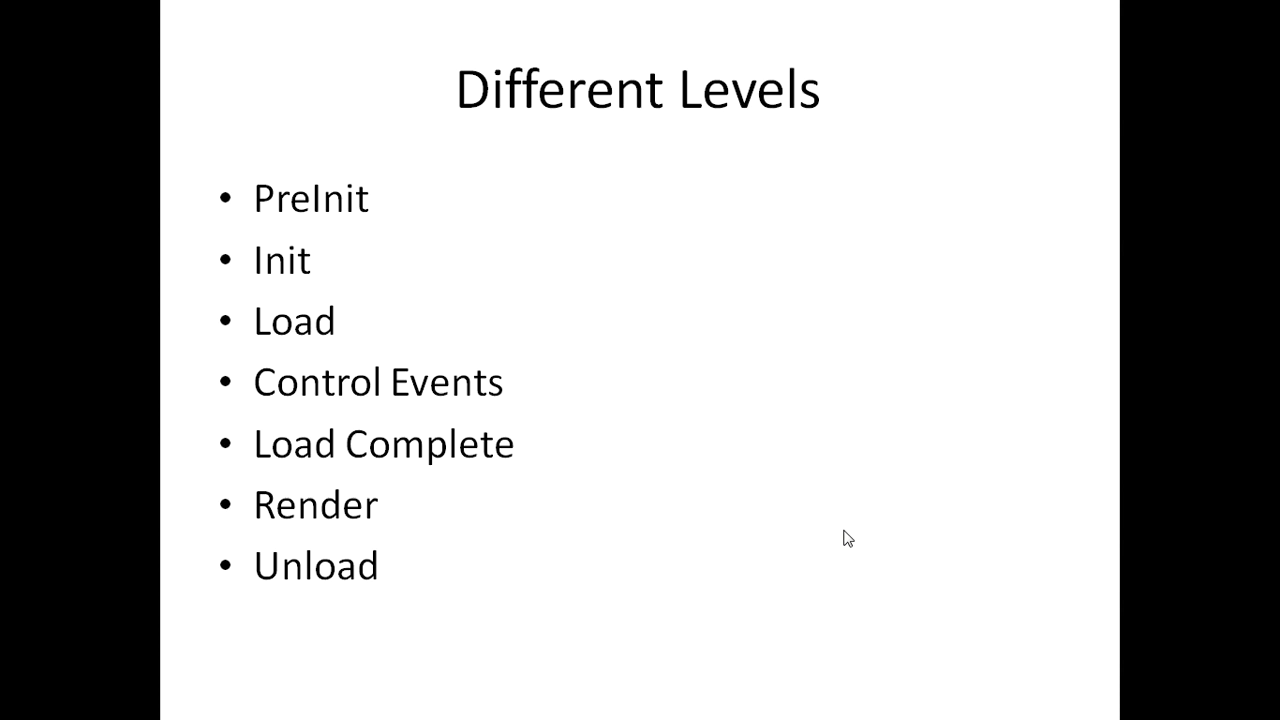 Different Levels
• PreInit
• Init
• Load
• Control Events
• Load Complete
• Render
• Unload